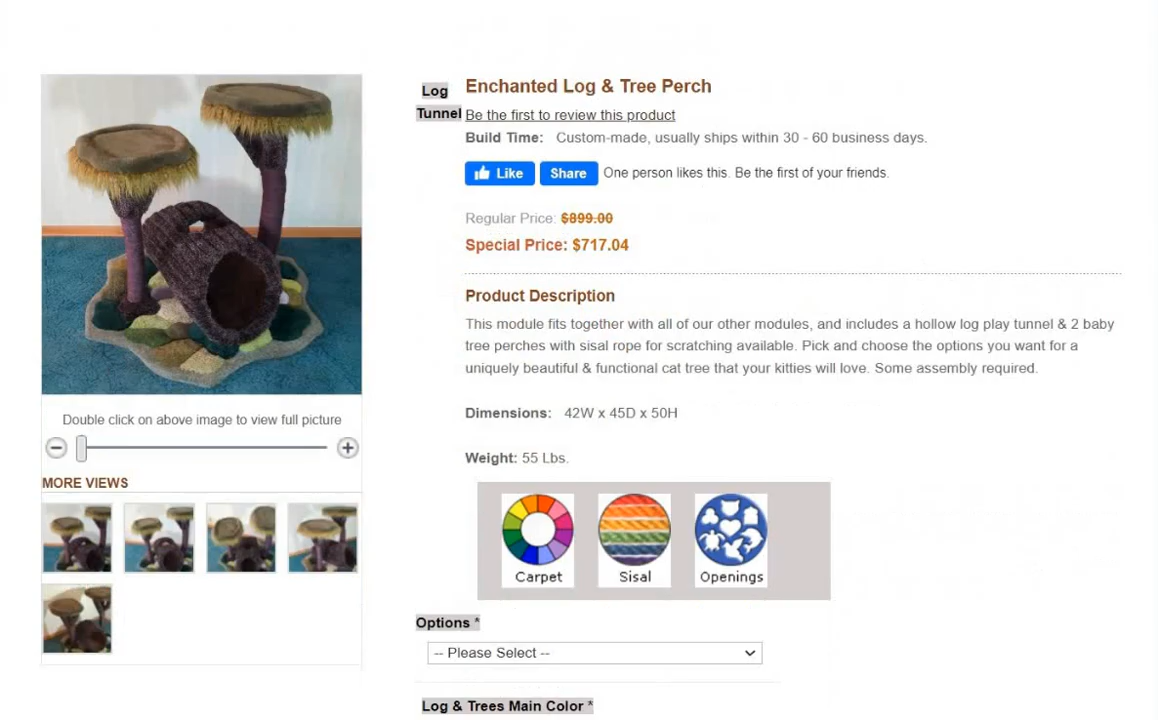 Log
Tunnel
Enchanted Log & Tree Perch
Be the first to review this product
Build Time: Custom-made, usually ships within 30 - 60 business days.
Like Share One person likes this. Be the first of your friends.
Regular Price: $899.00
Special Price: $717.04
Product Description
This module fits together with all of our other modules, and includes a hollow log play tunnel & 2 baby
tree perches with sisal rope for scratching available. Pick and choose the options you want for a
uniquely beautiful & functional cat tree that your kitties will love. Some assembly required.
Dimensions: 42W x 45D x 50H
Weight: 55 Lbs.
Carpet Sisal Openings
Options *
-- Please Select --
Log & Trees Main Color *
Double click on above image to view full picture
MORE VIEWS